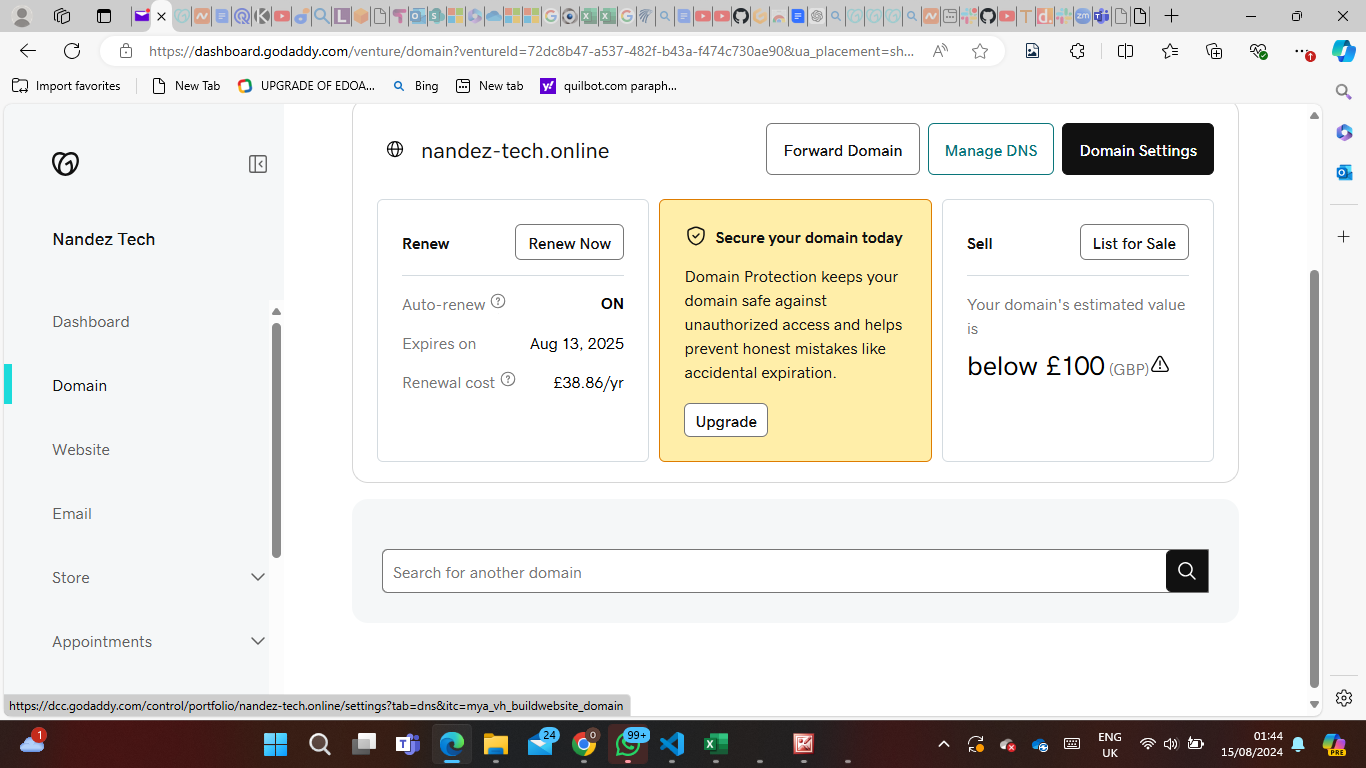 https://dashboard.godaddy.com/venture/domain?ventureId=72dc8b47-a537-482f-b43a-f474c730ae90&ua_placement=sh...
Import favorites
New Tab
UPGRADE OF EDOA...
Bing
New tab
quilbot.com paraph...
nandez-tech.online
Forward Domain
Manage DNS
Domain Settings
Nandez Tech
Dashboard
Domain
Website
Email
Store
Appointments
Renew
Renew Now
Auto-renew
ON
Expires on
Aug 13, 2025
Renewal cost
£38.86/yr
Secure your domain today
Domain Protection keeps your
domain safe against
unauthorized access and helps
prevent honest mistakes like
accidental expiration.
Upgrade
Sell
List for Sale
Your domain's estimated value
is
below £100 (GBP)
Search for another domain
https://dcc.godaddy.com/control/portfolio/nandez-tech.online/settings?tab=dns&itc=mya_vh_buildwebsite_domain
1
24
0
99+
ENG
UK
01:44
15/08/2024
PRE